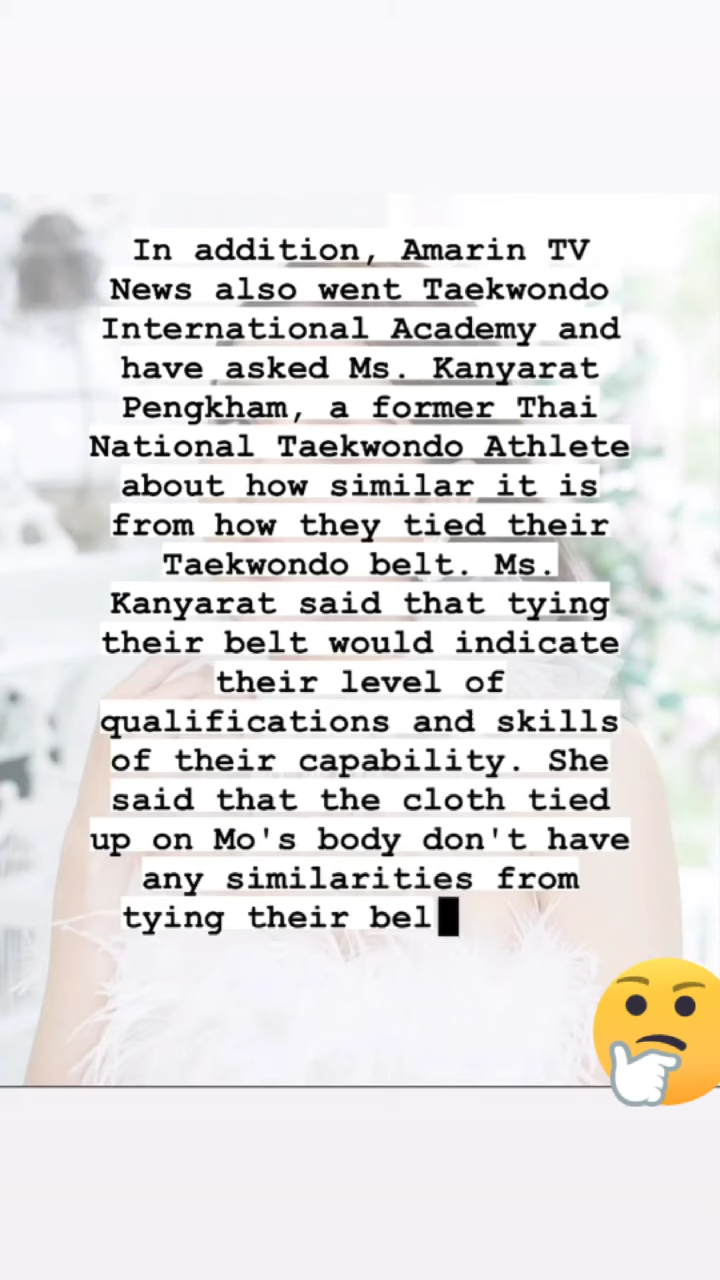 In addition, Amarin TV
News also went Taekwondo
International Academy and
have asked Ms. Kanyarat
Pengkham, a former Thai
National Taekwondo Athlete
about how similar it is
from how they tied their
Taekwondo belt. Ms.
Kanyarat said that tying
their belt would indicate
their level of
qualifications and skills
of their capability. She
said that the cloth tied
up on Mo's body don't have
any similarities from
tying their bel